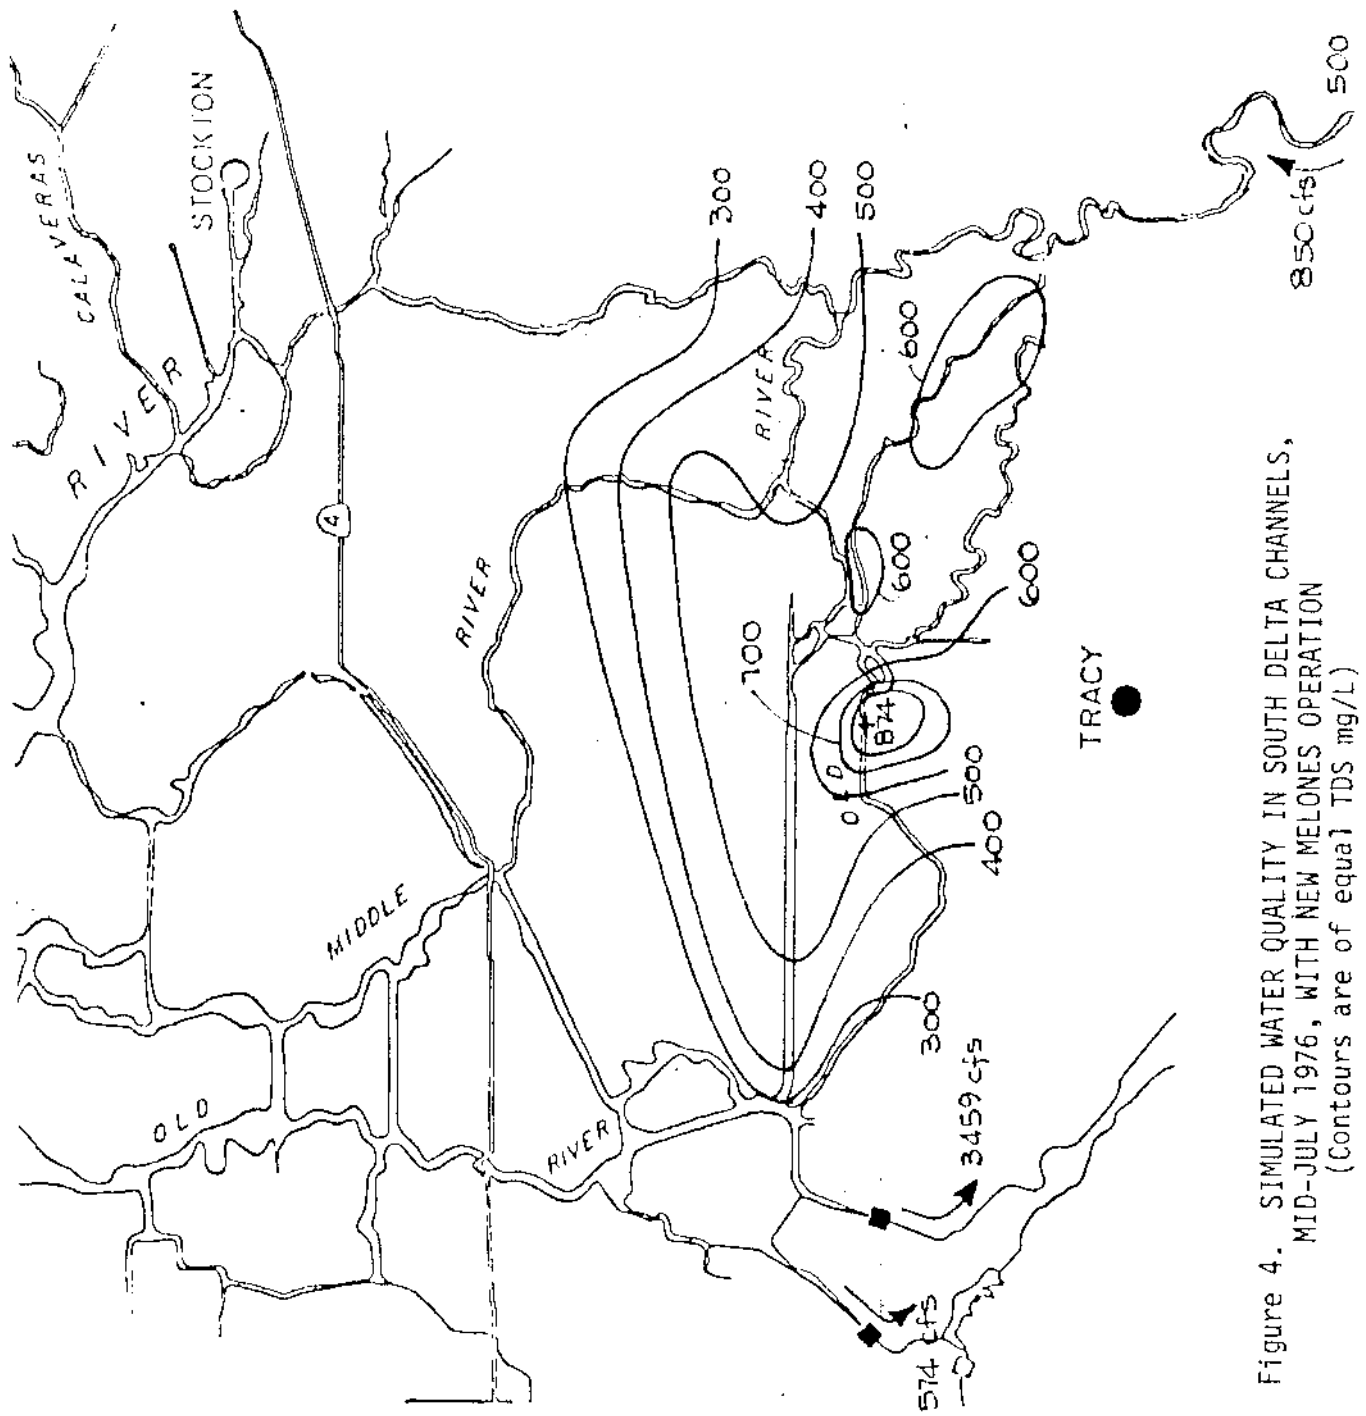 CALAVERAS
STOCKTON
RIVER
4
RIVER
MIDDLE
OLD
RIVER
RIVER
300
400
500
600
600
600
700
874
OLD
500
400
300
TRACY
3459 cfs
574 cfs
850 cfs
500
Figure 4. SIMULATED WATER QUALITY IN SOUTH DELTA CHANNELS,
MID-JULY 1976, WITH NEW MELONES OPERATION
(Contours are of equal TDS mg/L)